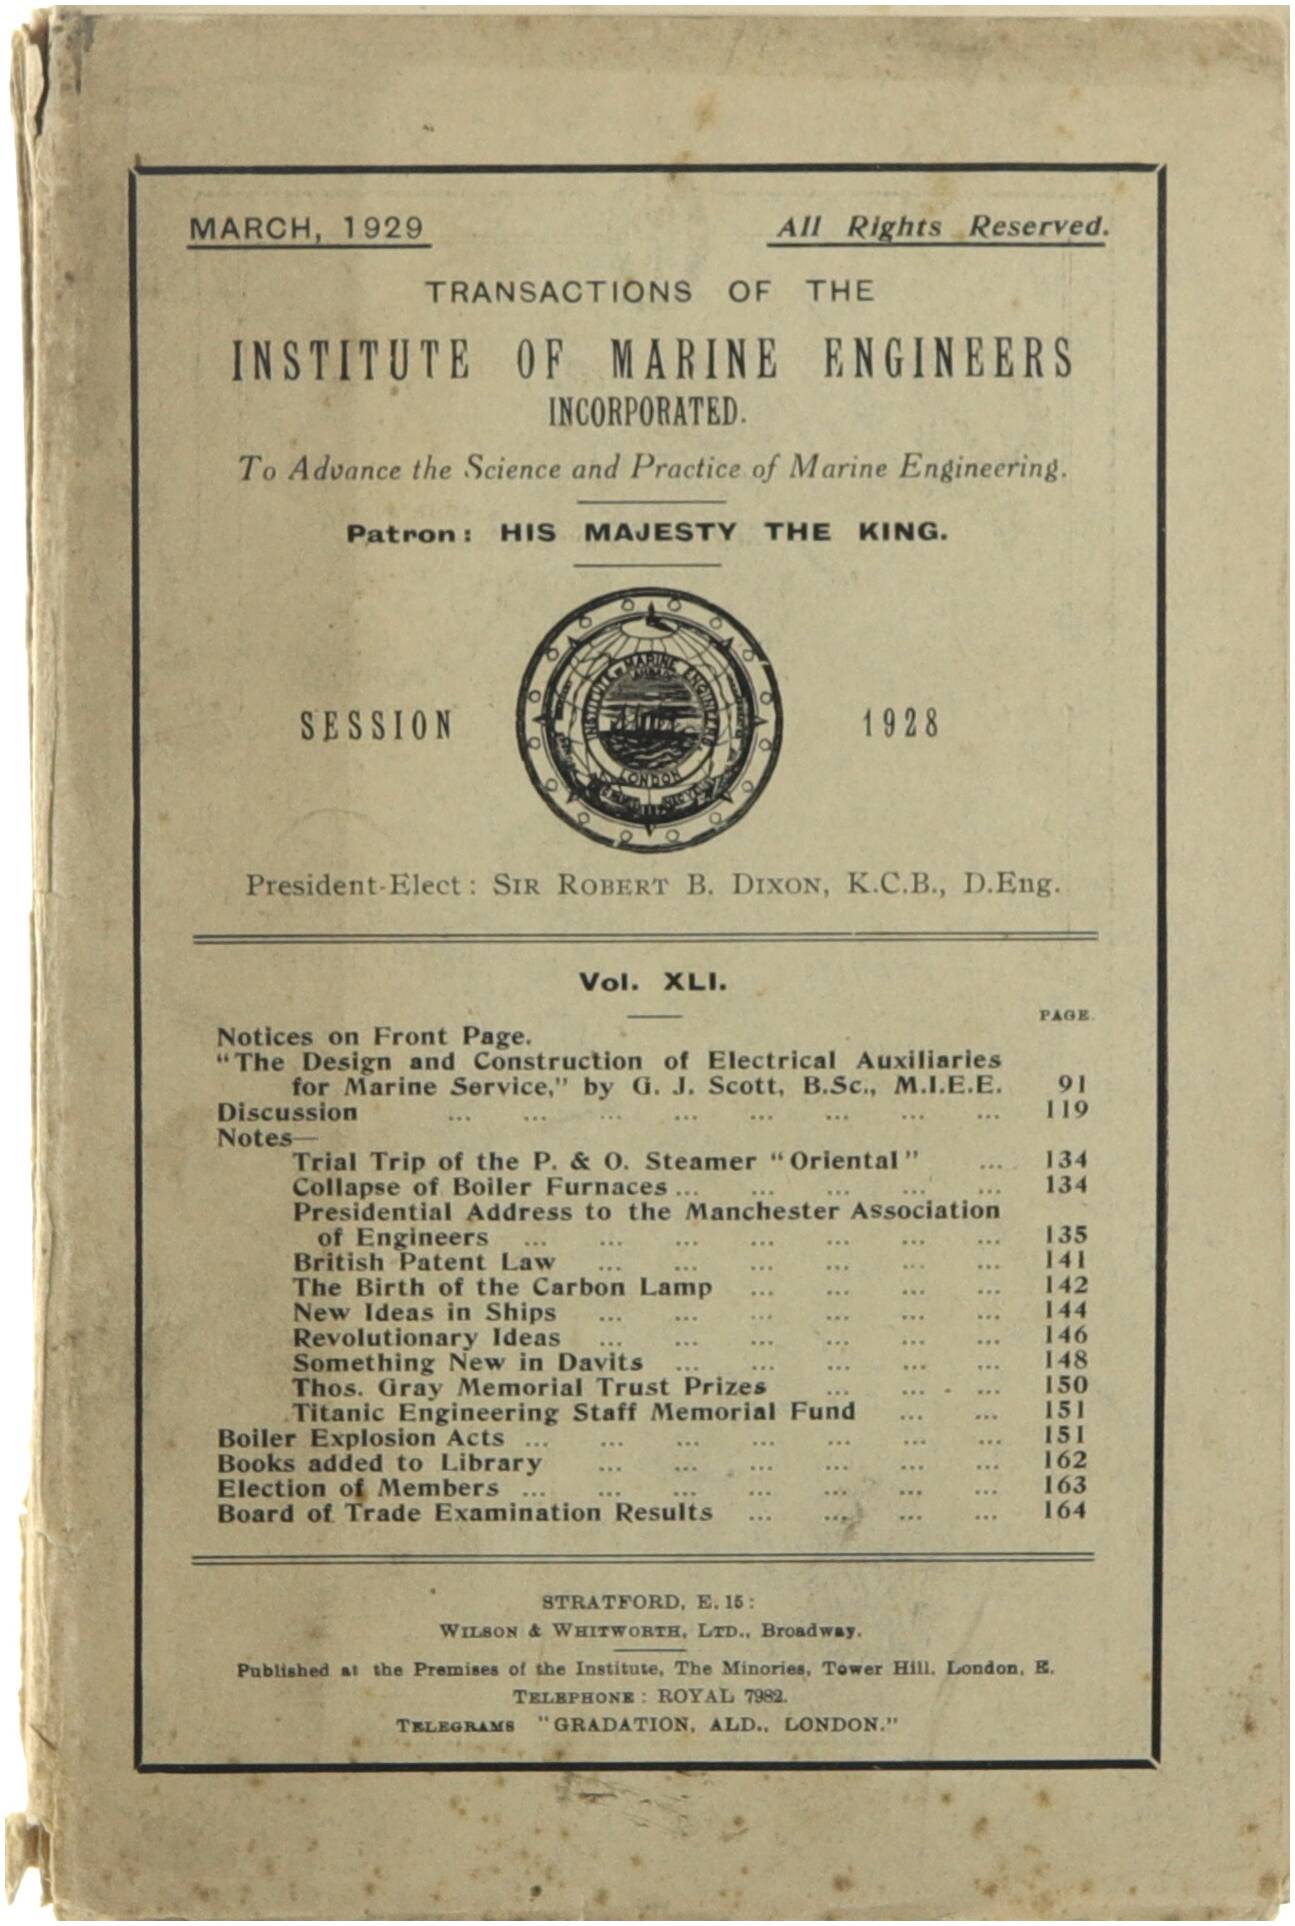 MARCH, 1929
All Rights Reserved.
TRANSACTIONS OF THE
INSTITUTE OF MARINE ENGINEERS
INCORPORATED.
To Advance the Science and Practice of Marine Engineering.
Patron: HIS MAJESTY THE KING.
INSTITUTE OF MARINE ENGINEERS
LONDON
SESSION 1928
President-Elect: SIR ROBERT B. DIXON, K.C.B., D.Eng.
Vol. XLI.
PAGE.
Notices on Front Page.
"The Design and Construction of Electrical Auxiliaries
for Marine Service," by G. J. Scott, B.Sc., M.I.E.E. 91
Discussion ... ... ... ... ... ... ... ... 119
Notes—
Trial Trip of the P. & O. Steamer "Oriental" ... 134
Collapse of Boiler Furnaces ... ... ... ... ... 134
Presidential Address to the Manchester Association
of Engineers ... ... ... ... ... ... ... 135
British Patent Law ... ... ... ... ... ... 141
The Birth of the Carbon Lamp ... ... ... ... 142
New Ideas in Ships ... ... ... ... ... ... 144
Revolutionary Ideas ... ... ... ... ... ... 146
Something New in Davits ... ... ... ... ... 148
Thos. Gray Memorial Trust Prizes ... ... ... 150
Titanic Engineering Staff Memorial Fund ... ... 151
Boiler Explosion Acts ... ... ... ... ... ... ... 151
Books added to Library ... ... ... ... ... ... 162
Election of Members ... ... ... ... ... ... ... 163
Board of Trade Examination Results ... ... ... ... 164
STRATFORD, E. 15:
WILSON & WHITWORTH, LTD., Broadway.
Published at the Premises of the Institute, The Minories, Tower Hill, London, E.
TELEPHONE: ROYAL 7982.
TELEGRAMS "GRADATION, ALD., LONDON."